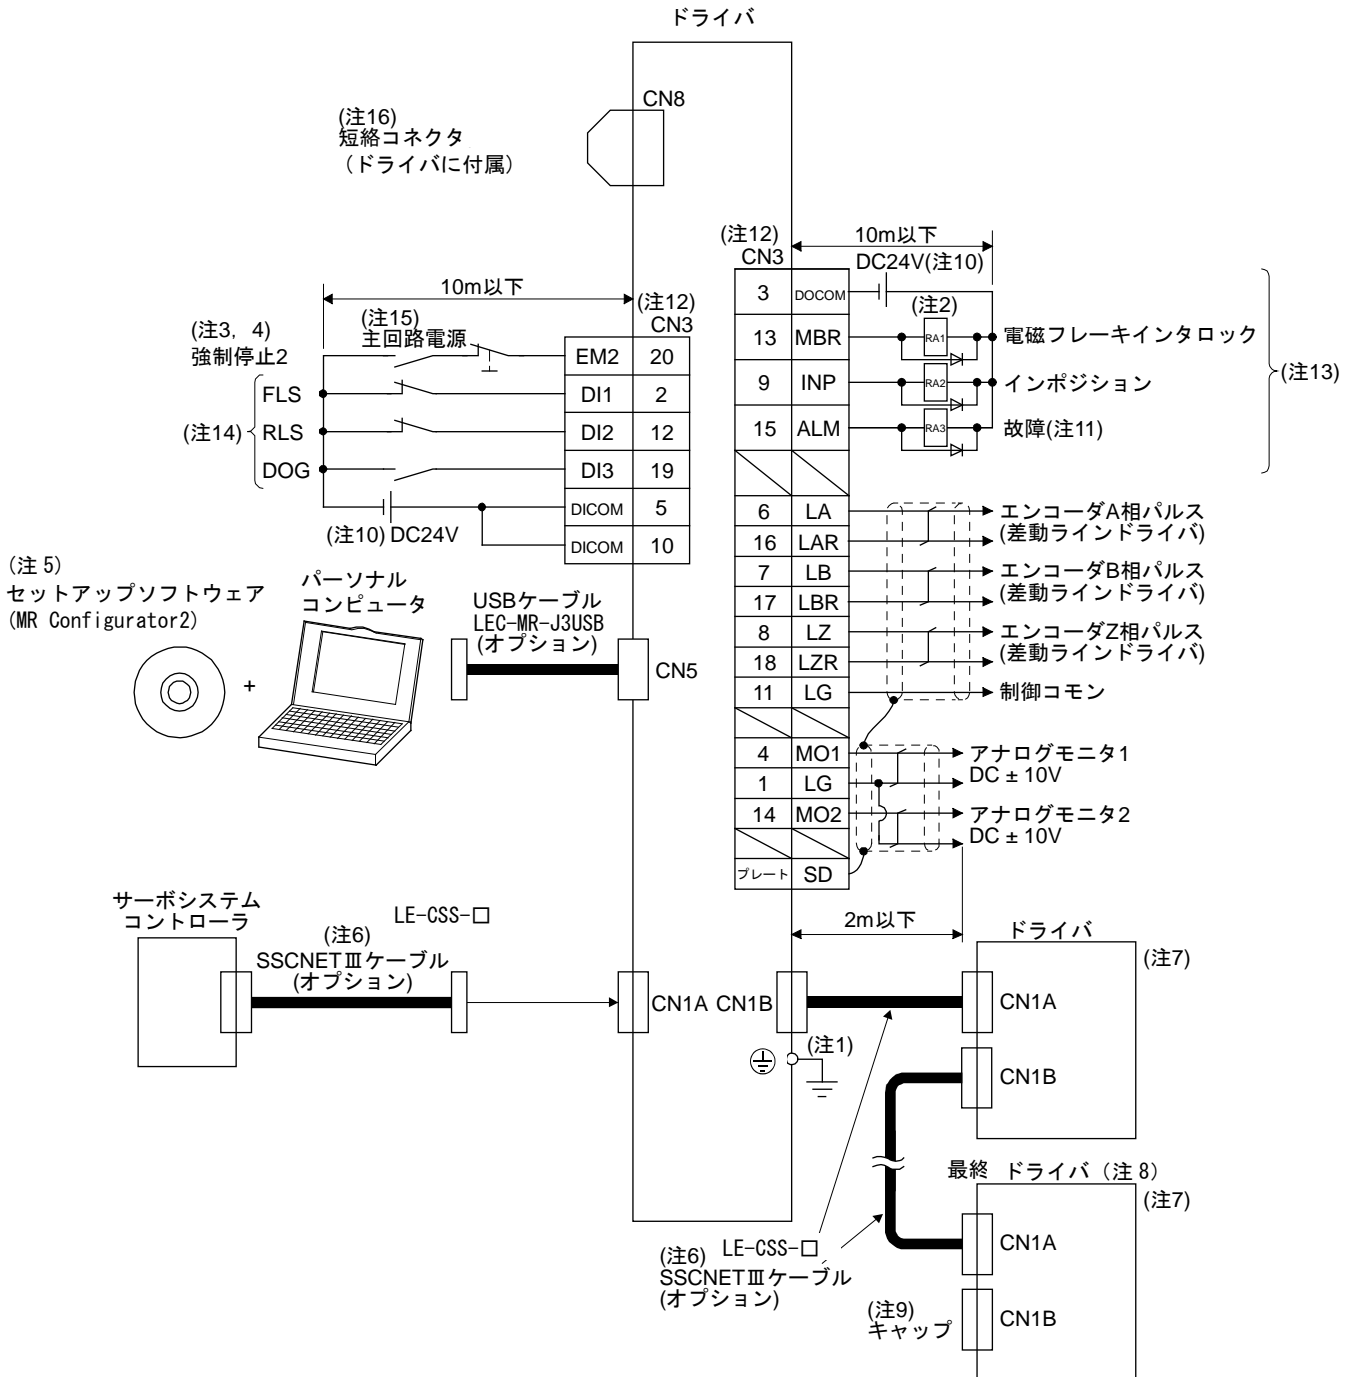 ドライバ
CN8
(注16)
短絡コネクタ
(ドライバに付属)
(注12)
CN3
10m以下
DC24V(注10)
3 DOCOM
(注2)
13 MBR RA1 電磁フレーキインタロック
9 INP RA2 インポジション
15 ALM RA3 故障(注11)
(注13)
6 LA エンコーダA相パルス
16 LAR (差動ラインドライバ)
7 LB エンコーダB相パルス
17 LBR (差動ラインドライバ)
8 LZ エンコーダZ相パルス
18 LZR (差動ラインドライバ)
11 LG 制御コモン
4 MO1 アナログモニタ1
1 LG DC±10V
14 MO2 アナログモニタ2
DC±10V
プレート SD
2m以下
10m以下
(注12)
CN3
(注3, 4)
強制停止2
(注15)
主回路電源
EM2 20
FLS DI1 2
(注14) RLS DI2 12
DOG DI3 19
DICOM 5
(注10) DC24V
DICOM 10
(注5)
セットアップソフトウェア
(MR Configurator2)
+
パーソナル
コンピュータ
USBケーブル
LEC-MR-J3USB
(オプション)
CN5
サーボシステム
コントローラ
LE-CSS-□
(注6)
SSCNETⅢケーブル
(オプション)
CN1A CN1B
(注1)
ドライバ
(注7)
CN1A
CN1B
最終 ドライバ(注8)
(注7)
CN1A
CN1B
(注6) LE-CSS-□
SSCNETⅢケーブル
(オプション)
(注9)
キャップ